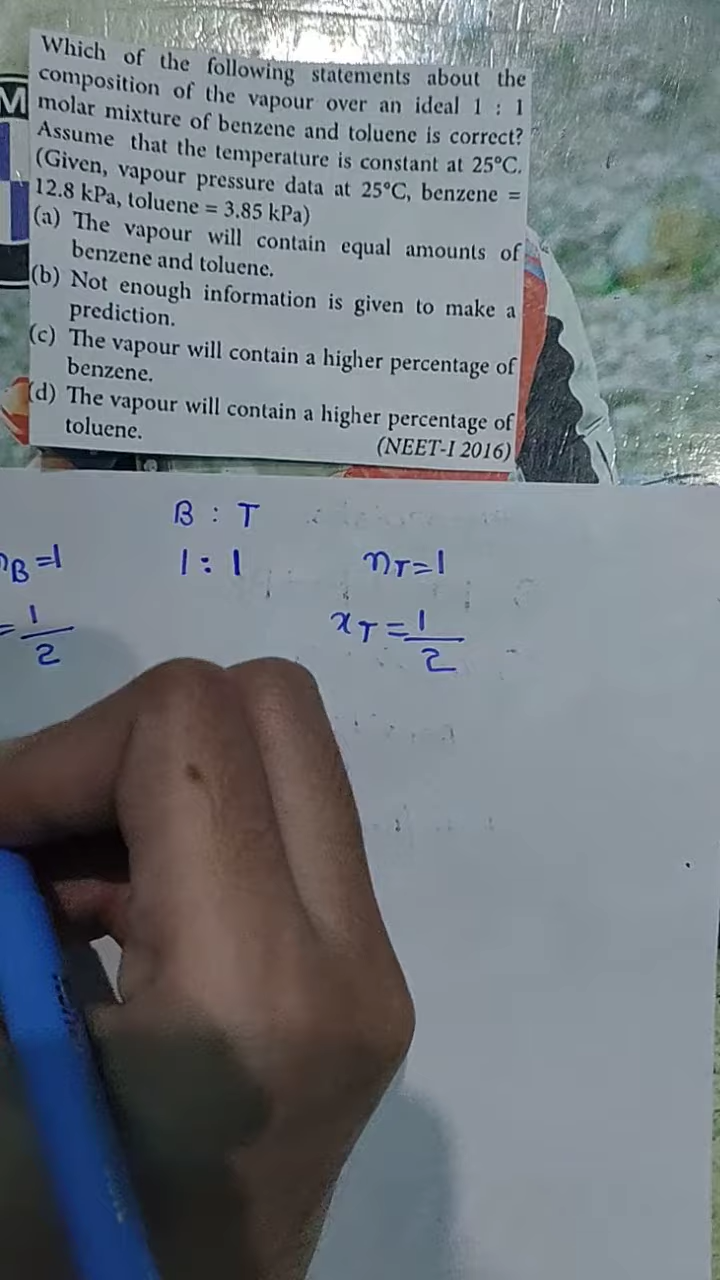 Which of the following statements about the
composition of the vapour over an ideal 1 : 1
molar mixture of benzene and toluene is correct?
Assume that the temperature is constant at 25°C.
(Given, vapour pressure data at 25°C, benzene =
12.8 kPa, toluene = 3.85 kPa)
(a) The vapour will contain equal amounts of
benzene and toluene.
(b) Not enough information is given to make a
prediction.
(c) The vapour will contain a higher percentage of
benzene.
(d) The vapour will contain a higher percentage of
toluene.
(NEET-I 2016)
M
B : T
nB=1 1 : 1 nT=1
=1/2 xT=1/2